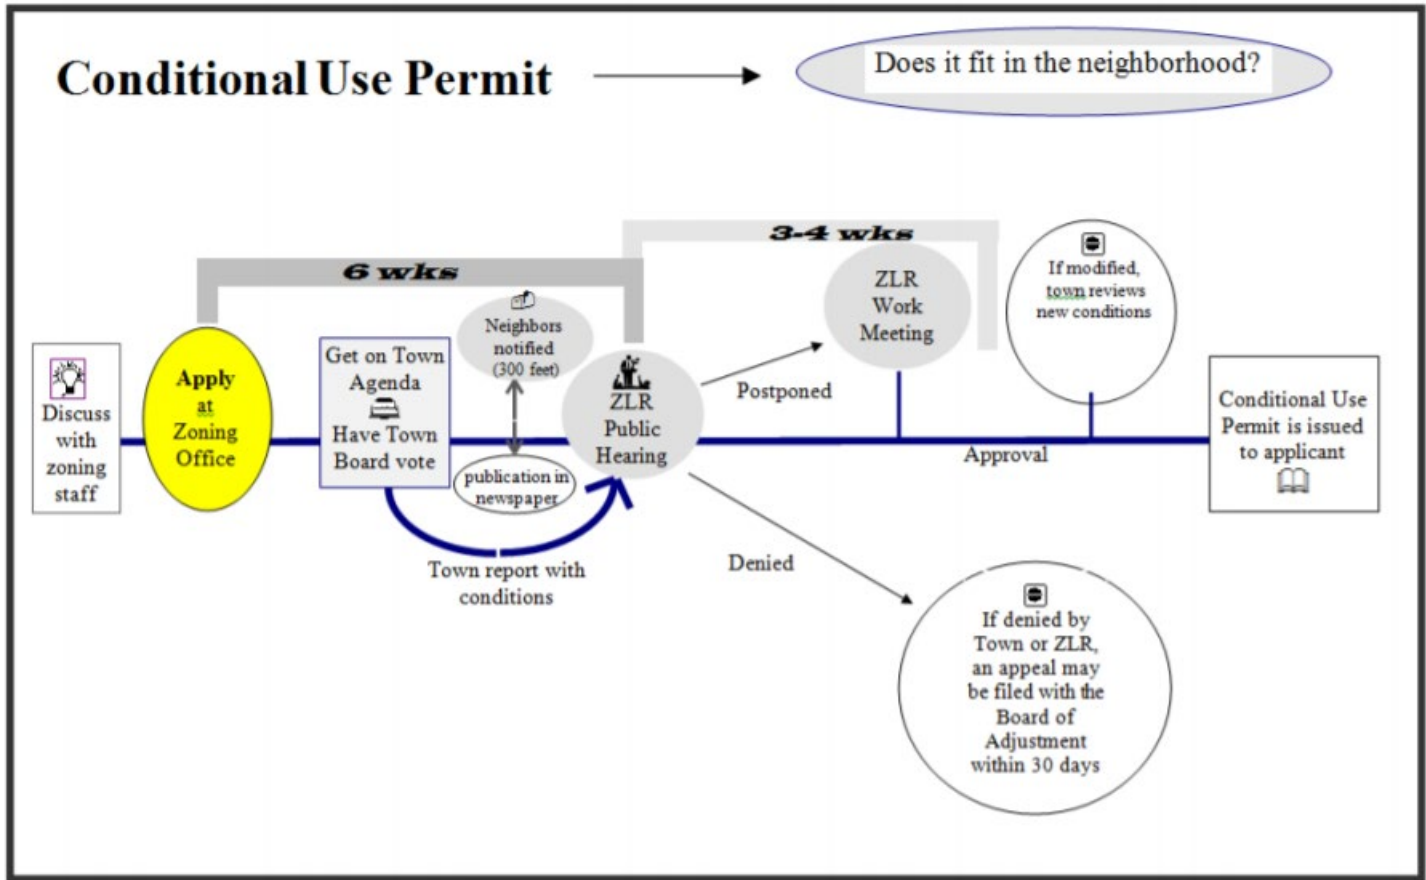 Conditional Use Permit
Does it fit in the neighborhood?
6 wks
3-4 wks
Discuss
with
zoning
staff
Apply
at
Zoning
Office
Get on Town
Agenda
Have Town
Board vote
Neighbors
notified
(300 feet)
publication in
newspaper
Town report with
conditions
ZLR
Public
Hearing
Postponed
ZLR
Work
Meeting
Denied
If denied by
Town or ZLR,
an appeal may
be filed with the
Board of
Adjustment
within 30 days
Approval
If modified,
town reviews
new conditions
Conditional Use
Permit is issued
to applicant